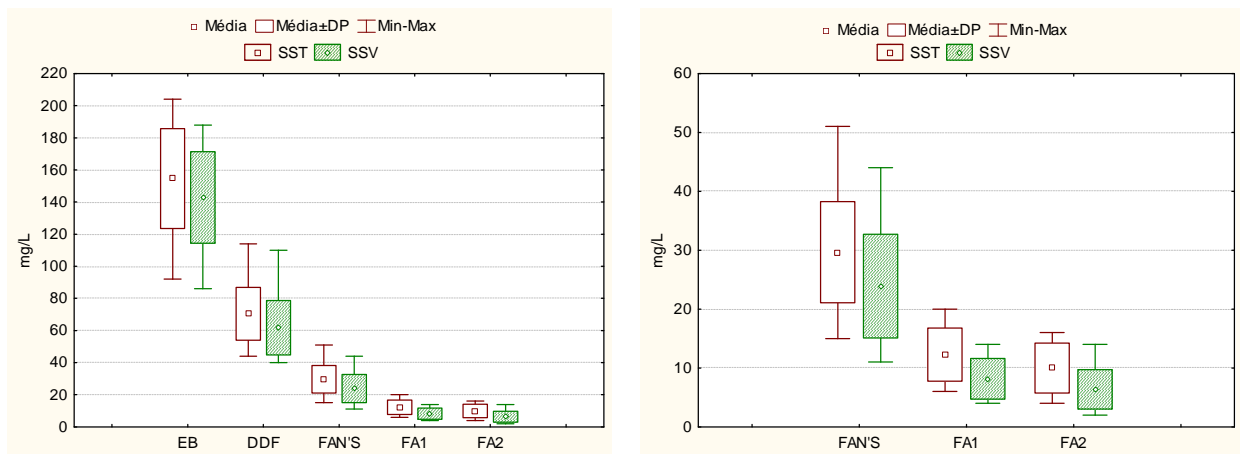 Média Média±DP Min-Max
SST SSV
220
200
180
160
140
120
100
80
60
40
20
0
mg/L
EB DDF FAN'S FA1 FA2
Média Média±DP Min-Max
SST SSV
60
50
40
30
20
10
0
mg/L
FAN'S FA1 FA2